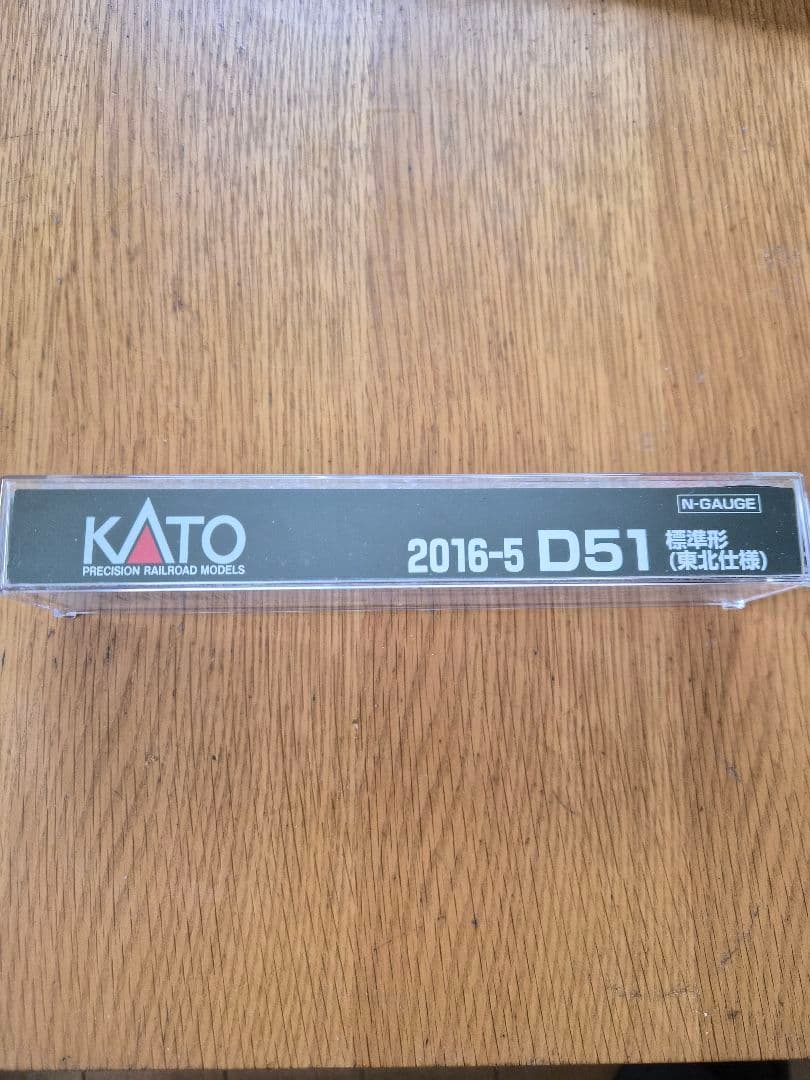 KATO
PRECISION RAILROAD MODELS
2016-5 D51 標準形
(東北仕様)
N-GAUGE